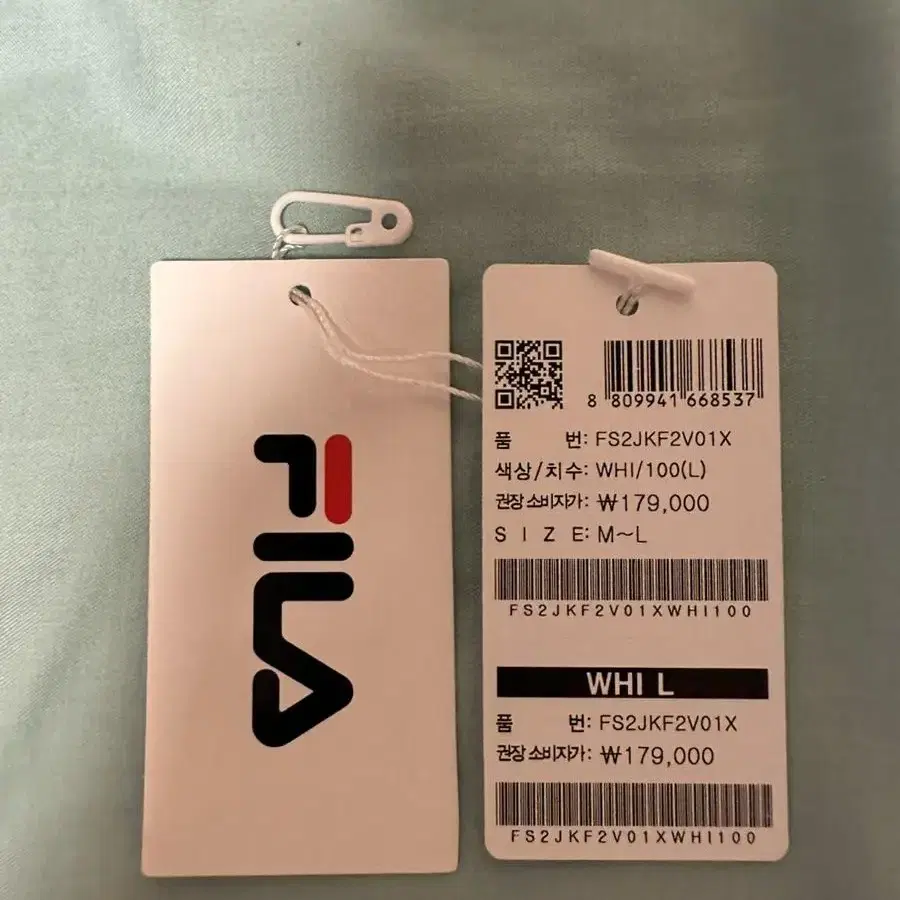 FILA
8 809941 668537
품 번: FS2JKF2V01X
색상/치수: WHI/100(L)
권장소비자가: ₩179,000
S I Z E: M~L
FS2JKF2V01XWHI100
WHI L
품 번: FS2JKF2V01X
권장소비자가: ₩179,000
FS2JKF2V01XWHI100